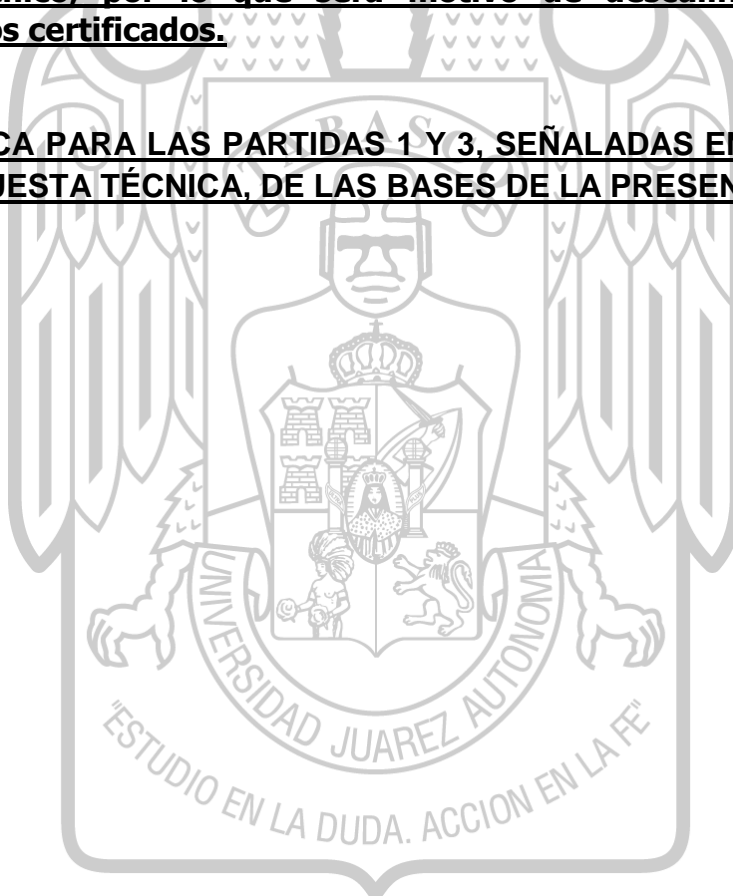 por lo que será motivo de
os certificados.
CA PARA LAS PARTIDAS 1 Y 3, SEÑALADAS EN
UESTA TÉCNICA, DE LAS BASES DE LA PRESEN
TABASCO
UNIVERSIDAD JUAREZ AUTONOMA
"ESTUDIO EN LA DUDA. ACCION EN LA FE"